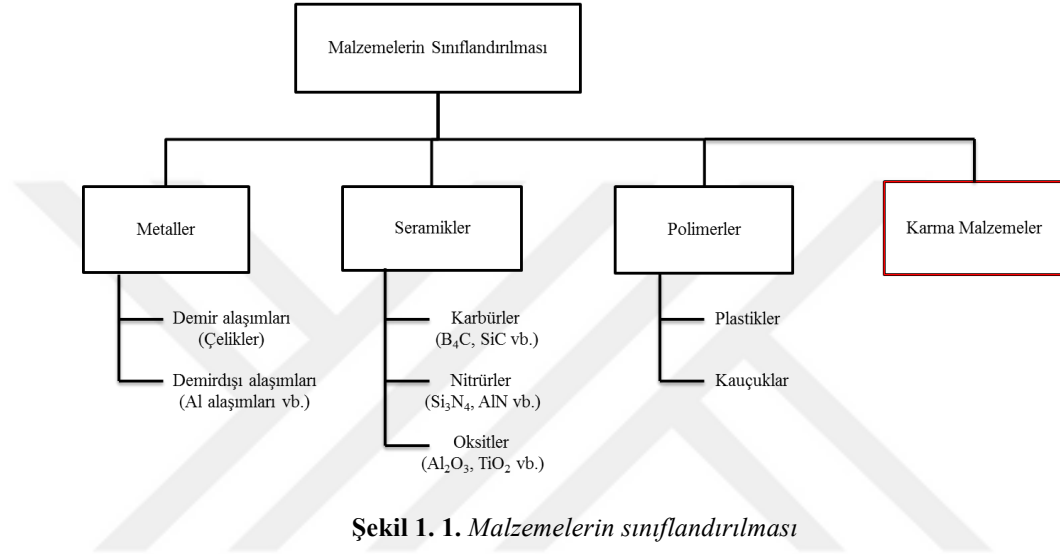 Malzemelerin Sınıflandırılması
Metaller
Seramikler
Polimerler
Karma Malzemeler
Demir alaşımları
(Çelikler)
Demirdışı alaşımları
(Al alaşımları vb.)
Karbürler
(B₄C, SiC vb.)
Nitrürler
(Si₃N₄, AlN vb.)
Oksitler
(Al₂O₃, TiO₂ vb.)
Plastikler
Kauçuklar
Şekil 1. 1. Malzemelerin sınıflandırılması